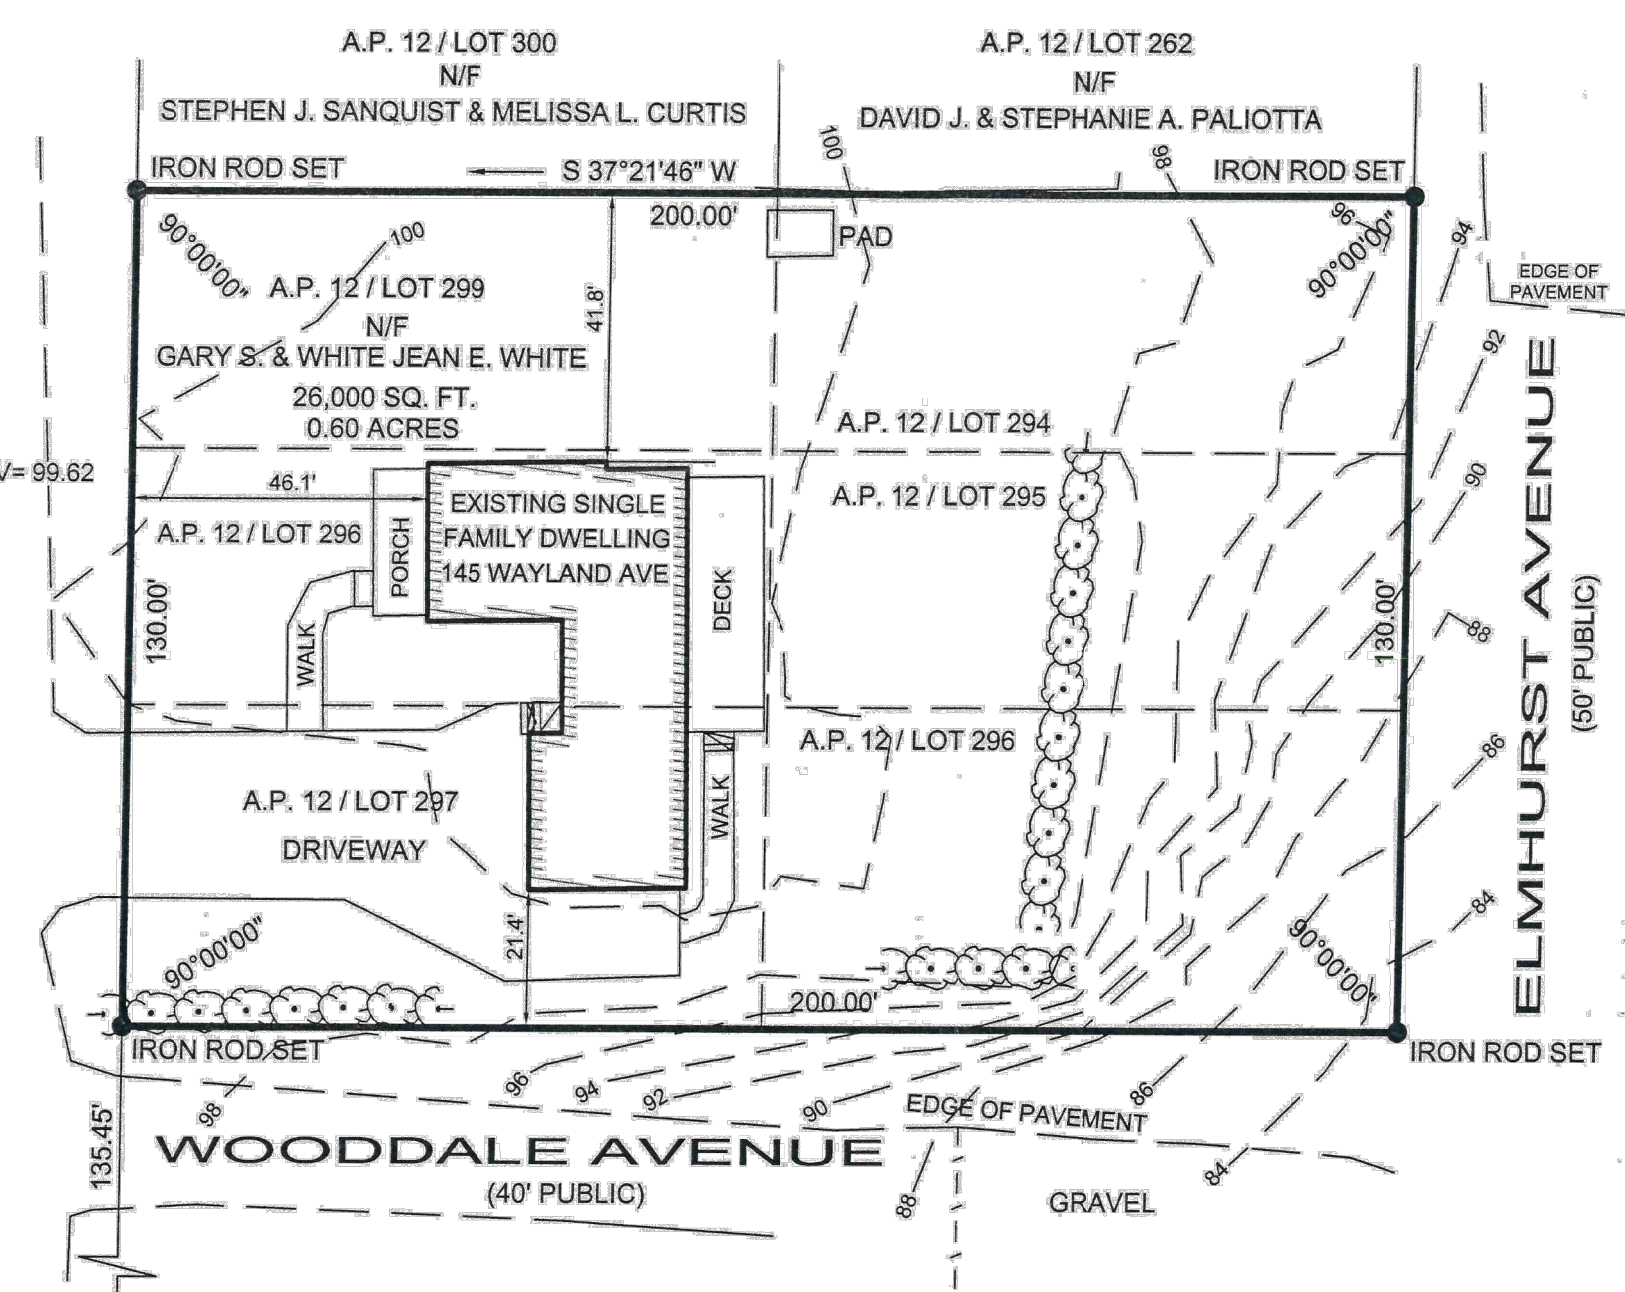 A.P. 12 / LOT 300
N/F
STEPHEN J. SANQUIST & MELISSA L. CURTIS
A.P. 12 / LOT 262
N/F
DAVID J. & STEPHANIE A. PALIOTTA
IRON ROD SET
S 37°21'46" W
100
98
IRON ROD SET
200.00'
PAD
96
90°00'00"
90°00'00"
94
100
EDGE OF
PAVEMENT
A.P. 12 / LOT 299
N/F
GARY S. & WHITE JEAN E. WHITE
26,000 SQ. FT.
0.60 ACRES
41.8'
92
A.P. 12 / LOT 294
V= 99.62
46.1'
90
A.P. 12 / LOT 295
EXISTING SINGLE
FAMILY DWELLING
145 WAYLAND AVE
A.P. 12 / LOT 296
PORCH
DECK
130.00'
WALK
130.00'
88
ELMHURST AVENUE
(50' PUBLIC)
A.P. 12 / LOT 296
86
A.P. 12 / LOT 297
DRIVEWAY
WALK
84
21.4'
90°00'00"
90°00'00"
200.00'
IRON ROD SET
IRON ROD SET
96
94
92
90
86
98
EDGE OF PAVEMENT
135.45'
WOODDALE AVENUE
(40' PUBLIC)
88
84
GRAVEL